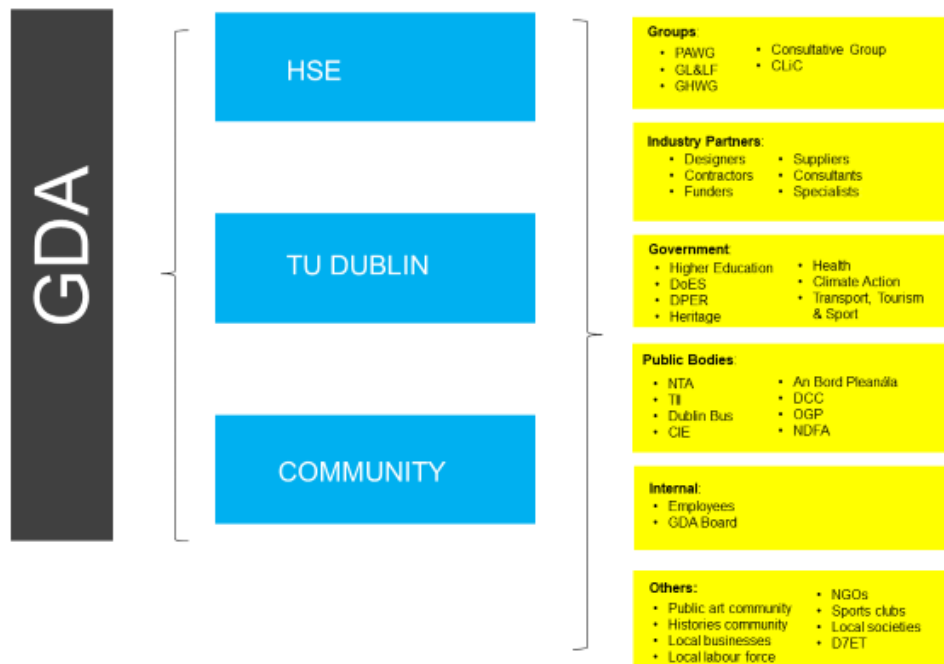 GDA
HSE
TU DUBLIN
COMMUNITY
Groups:
• PAWG
• GL&LF
• GHWG
• Consultative Group
• CLiC
Industry Partners:
• Designers
• Contractors
• Funders
• Suppliers
• Consultants
• Specialists
Government
• Higher Education
• DoES
• DPER
• Heritage
• Health
• Climate Action
• Transport, Tourism
& Sport
Public Bodies:
• NTA
• TII
• Dublin Bus
• CIE
• An Bord Pleanála
• DCC
• OGP
• NDFA
Internal:
• Employees
• GDA Board
Others:
• Public art community
• Histories community
• Local businesses
• Local labour force
• NGOs
• Sports clubs
• Local societies
• D7ET